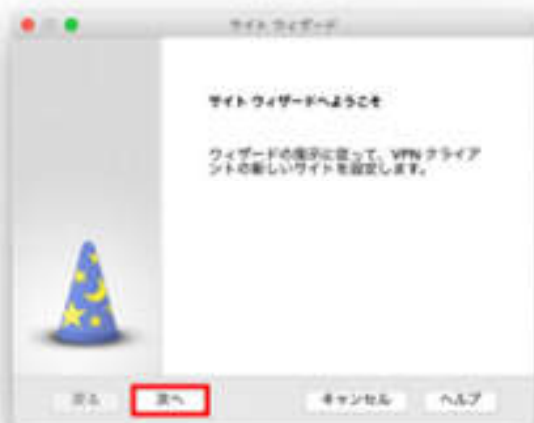 サイト ウィザード
サイト ウィザードへようこそ
ウィザードの指示に従って、VPN クライア
ントの新しいサイトを設定します。
戻る 次へ キャンセル ヘルプ